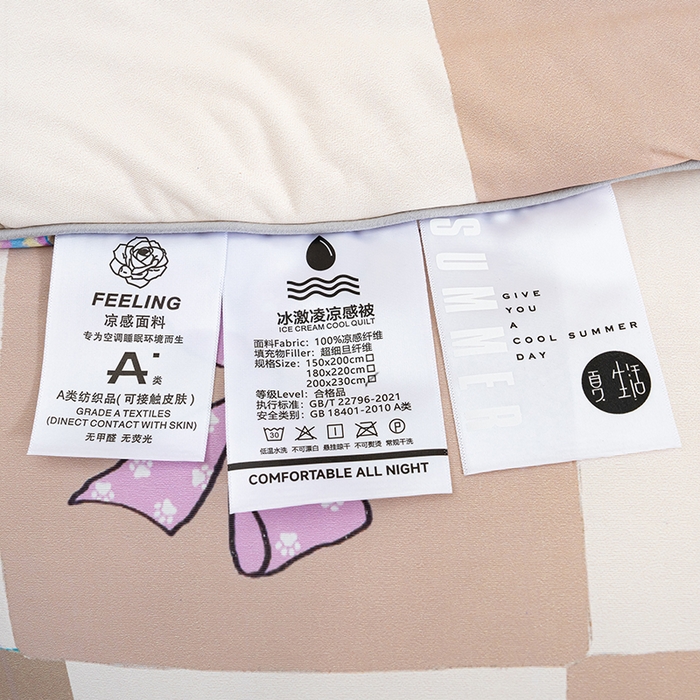 FEELING
凉感面料
专为空调睡眠环境而生
A类
A类纺织品(可接触皮肤)
GRADE A TEXTILES
(DIRECT CONTACT WITH SKIN)
无甲醛 无荧光
冰激凌凉感被
ICE CREAM COOL QUILT
面料Fabric: 100%凉感纤维
填充物Filler: 超细旦纤维
规格Size: 150x200cm
180x220cm
200x230cm
等级Level: 合格品
执行标准: GB/T 22796-2021
安全类别: GB 18401-2010 A类
30
P
低温水洗 不可漂白 悬挂晾干 不可熨烫 常规干洗
COMFORTABLE ALL NIGHT
SUMMER
SUMMER
GIVE
YOU
A
COOL SUMMER
DAY
夏生活